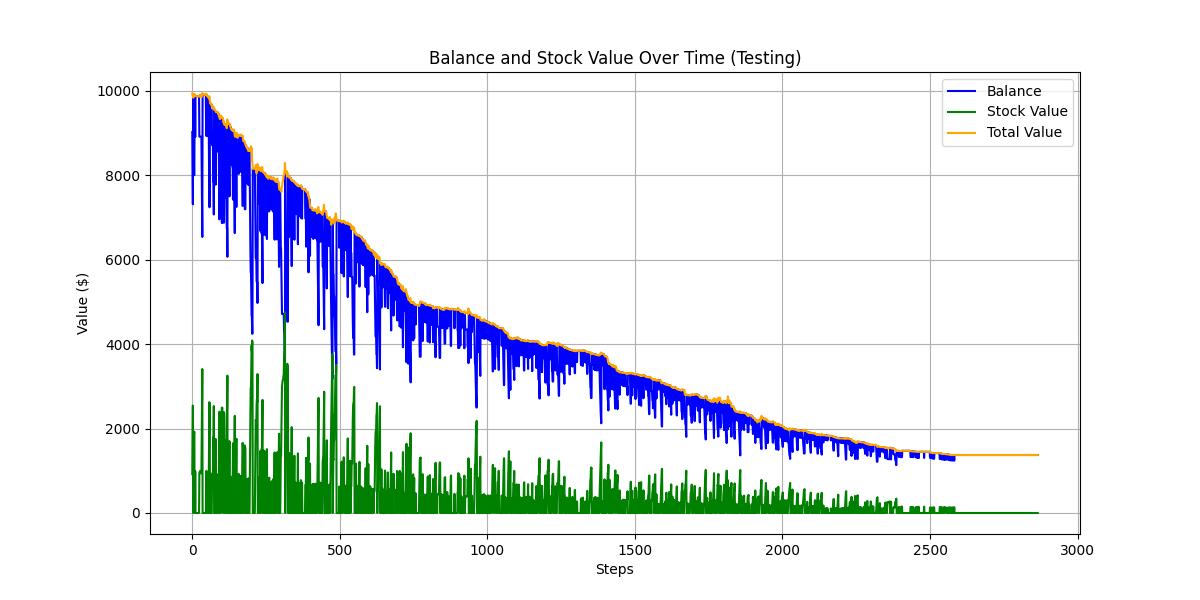 Balance and Stock Value Over Time (Testing)
Balance
Stock Value
Total Value
Value ($)
10000
8000
6000
4000
2000
0
0 500 1000 1500 2000 2500 3000
Steps